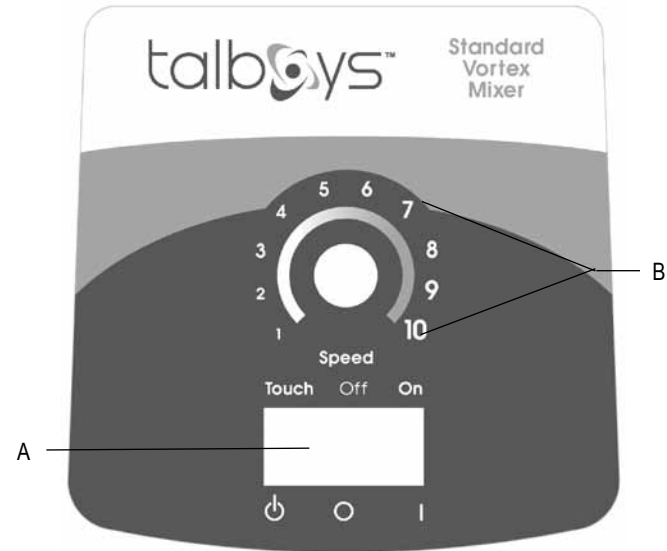 talboys™
Standard
Vortex
Mixer
5 6
4 7
3 8
2 9
1 10
Speed
Touch Off On
A
B